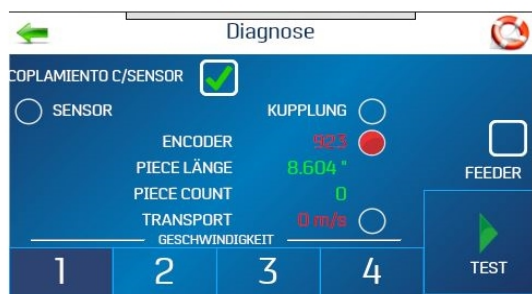 Diagnose
COPLAMIENTO C/SENSOR
SENSOR
KUPPLUNG
ENCODER 923
PIECE LÄNGE 8.604 "
FEEDER
PIECE COUNT 0
TRANSPORT 0 m/s
GESCHWINDIGKEIT
1 2 3 4 TEST